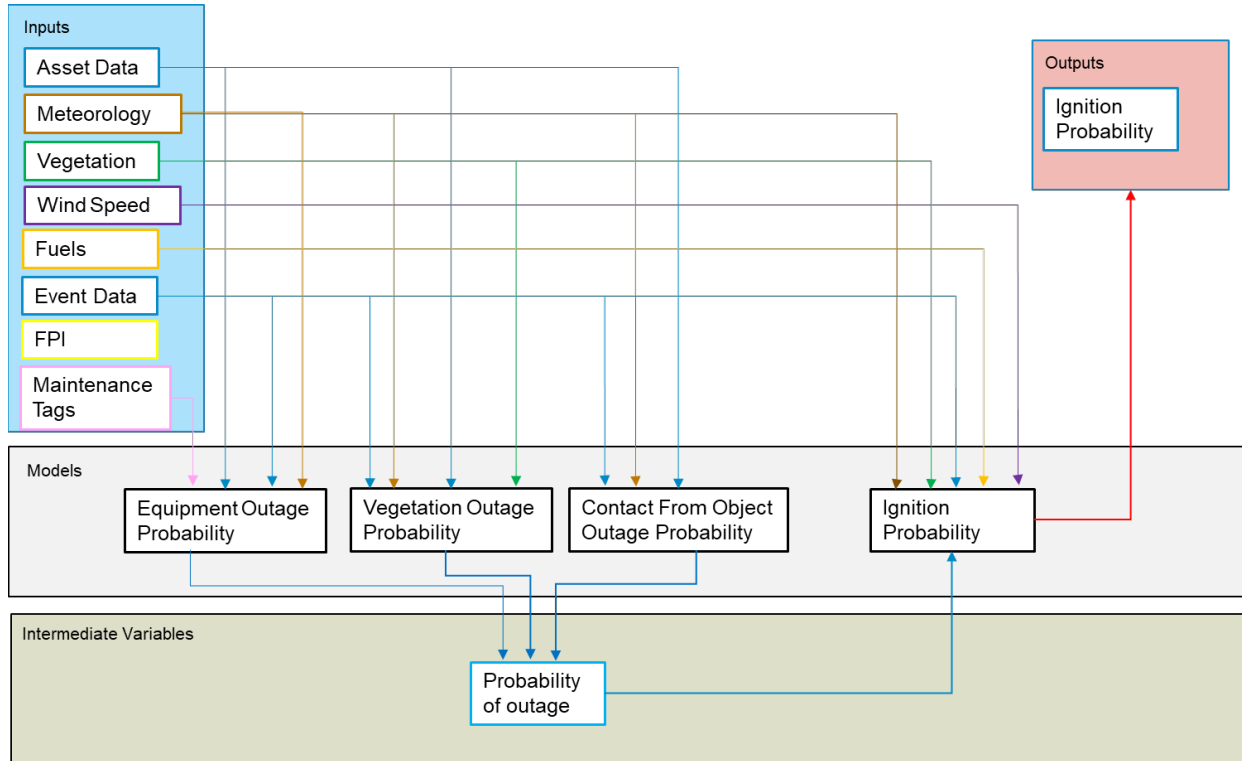 Inputs
Asset Data
Meteorology
Vegetation
Wind Speed
Fuels
Event Data
FPI
Maintenance
Tags
Outputs
Ignition
Probability
Models
Equipment Outage
Probability
Vegetation Outage
Probability
Contact From Object
Outage Probability
Ignition
Probability
Intermediate Variables
Probability
of outage